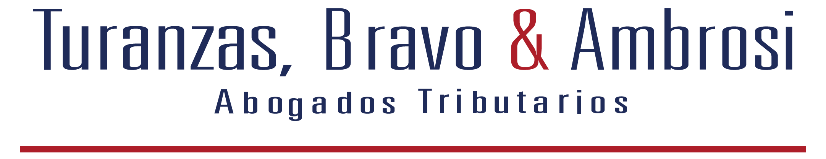 Turanzas, Bravo & Ambrosi
Abogados Tributarios